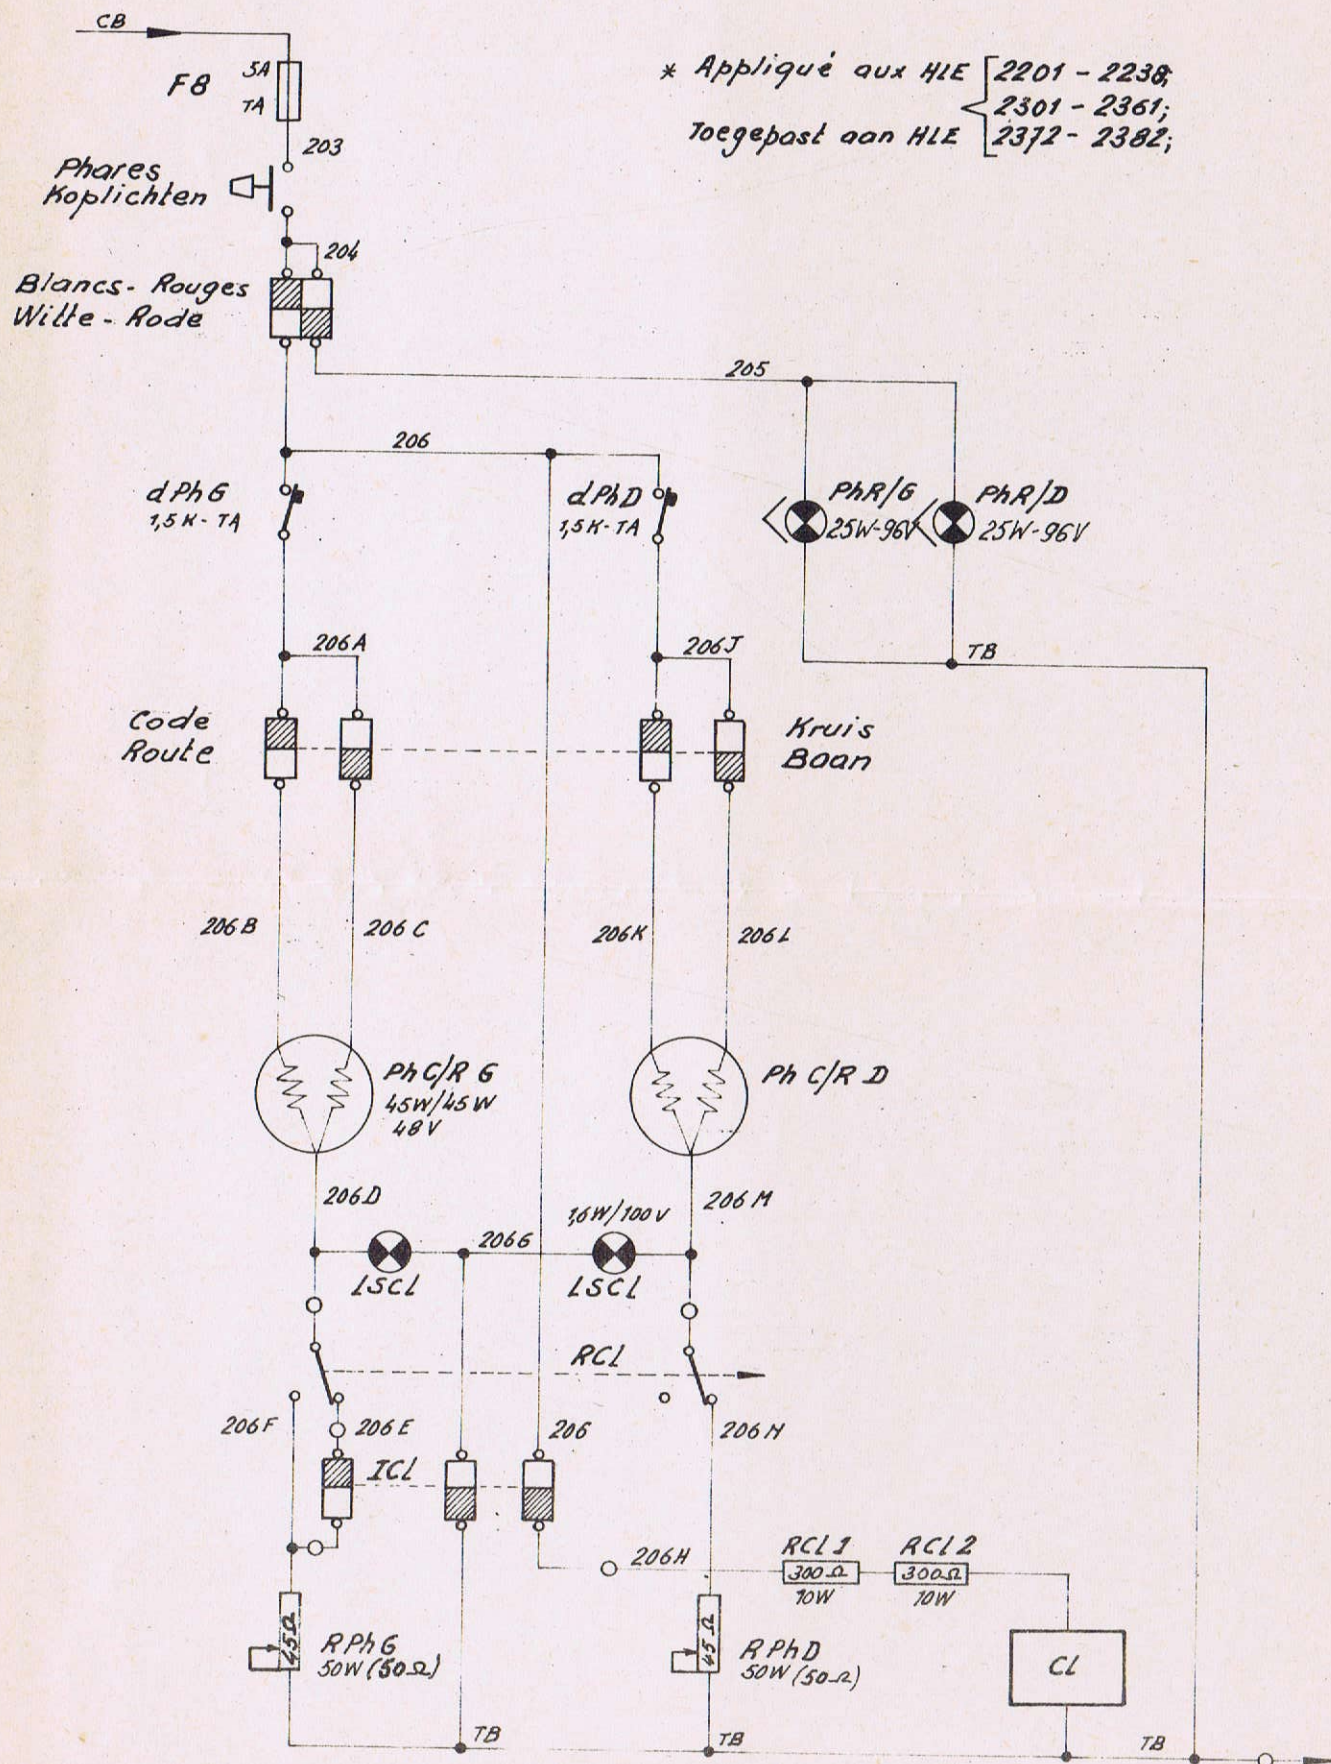 CB
F8
5A
TA
* Appliqué aux HLE [2201 - 2238;
2301 - 2361;
Toegepast aan HLE [2372 - 2382;
203
Phares
Koplichten
204
Blancs - Rouges
Witte - Rode
205
206
dPhG
1,5K - TA
dPhD
1,5K - TA
PhR/G
25W-96V
PhR/D
25W-96V
206A
206J
TB
Code
Route
Kruis
Baan
206B
206C
206K
206L
PhC/R G
45W/45W
48V
Ph C/R D
206D
206M
1,6W/100V
206G
LSCL
LSCL
RCL
206F
206E
206
206N
ICL
206H
RCL 1
300Ω
10W
RCL 2
300Ω
10W
45Ω
RPhG
50W (50Ω)
45Ω
RPhD
50W (50Ω)
CL
TB
TB
TB